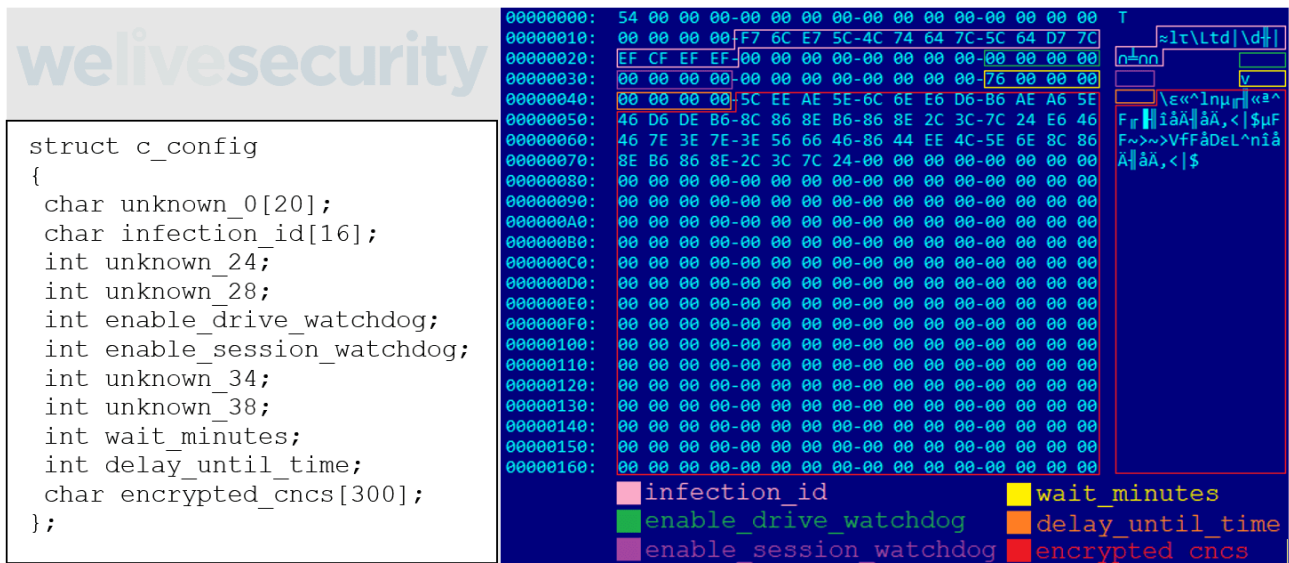 welivesecurity
struct c_config
{
char unknown_0[20];
char infection_id[16];
int unknown_24;
int unknown_28;
int enable_drive_watchdog;
int enable_session_watchdog;
int unknown_34;
int unknown_38;
int wait_minutes;
int delay_until_time;
char encrypted_cncs[300];
};
00000000: 54 00 00 00-00 00 00 00-00 00 00 00-00 00 00 00 T
00000010: 00 00 00 00-F7 6C E7 5C-4C 74 64 7C-5C 64 D7 7C ≈lτ\Ltd|\d╫|
00000020: EF CF EF EF-00 00 00 00-00 00 00 00-00 00 00 00 ∩╧∩∩
00000030: 00 00 00 00-00 00 00 00-00 00 00 00-76 00 00 00 v
00000040: 00 00 00 00-5C EE AE 5E-6C 6E E6 D6-B6 AE A6 5E \ε«^lnµ╓╢«ª^
00000050: 46 D6 DE B6-8C 86 8E B6-86 8E 2C 3C-7C 24 E6 46 F╓▐╢îåÄ╢åÄ,<|$µF
00000060: 46 7E 3E 7E-3E 56 66 46-86 44 EE 4C-5E 6E 8C 86 F~>~>VfFåDεL^nîå
00000070: 8E B6 86 8E-2C 3C 7C 24-00 00 00 00-00 00 00 00 Ä╢åÄ,<|$
00000080: 00 00 00 00-00 00 00 00-00 00 00 00-00 00 00 00
00000090: 00 00 00 00-00 00 00 00-00 00 00 00-00 00 00 00
000000A0: 00 00 00 00-00 00 00 00-00 00 00 00-00 00 00 00
000000B0: 00 00 00 00-00 00 00 00-00 00 00 00-00 00 00 00
000000C0: 00 00 00 00-00 00 00 00-00 00 00 00-00 00 00 00
000000D0: 00 00 00 00-00 00 00 00-00 00 00 00-00 00 00 00
000000E0: 00 00 00 00-00 00 00 00-00 00 00 00-00 00 00 00
000000F0: 00 00 00 00-00 00 00 00-00 00 00 00-00 00 00 00
00000100: 00 00 00 00-00 00 00 00-00 00 00 00-00 00 00 00
00000110: 00 00 00 00-00 00 00 00-00 00 00 00-00 00 00 00
00000120: 00 00 00 00-00 00 00 00-00 00 00 00-00 00 00 00
00000130: 00 00 00 00-00 00 00 00-00 00 00 00-00 00 00 00
00000140: 00 00 00 00-00 00 00 00-00 00 00 00-00 00 00 00
00000150: 00 00 00 00-00 00 00 00-00 00 00 00-00 00 00 00
00000160: 00 00 00 00-00 00 00 00-00 00 00 00-00 00 00 00
infection_id
wait_minutes
enable_drive_watchdog
delay_until_time
enable_session_watchdog
encrypted cncs